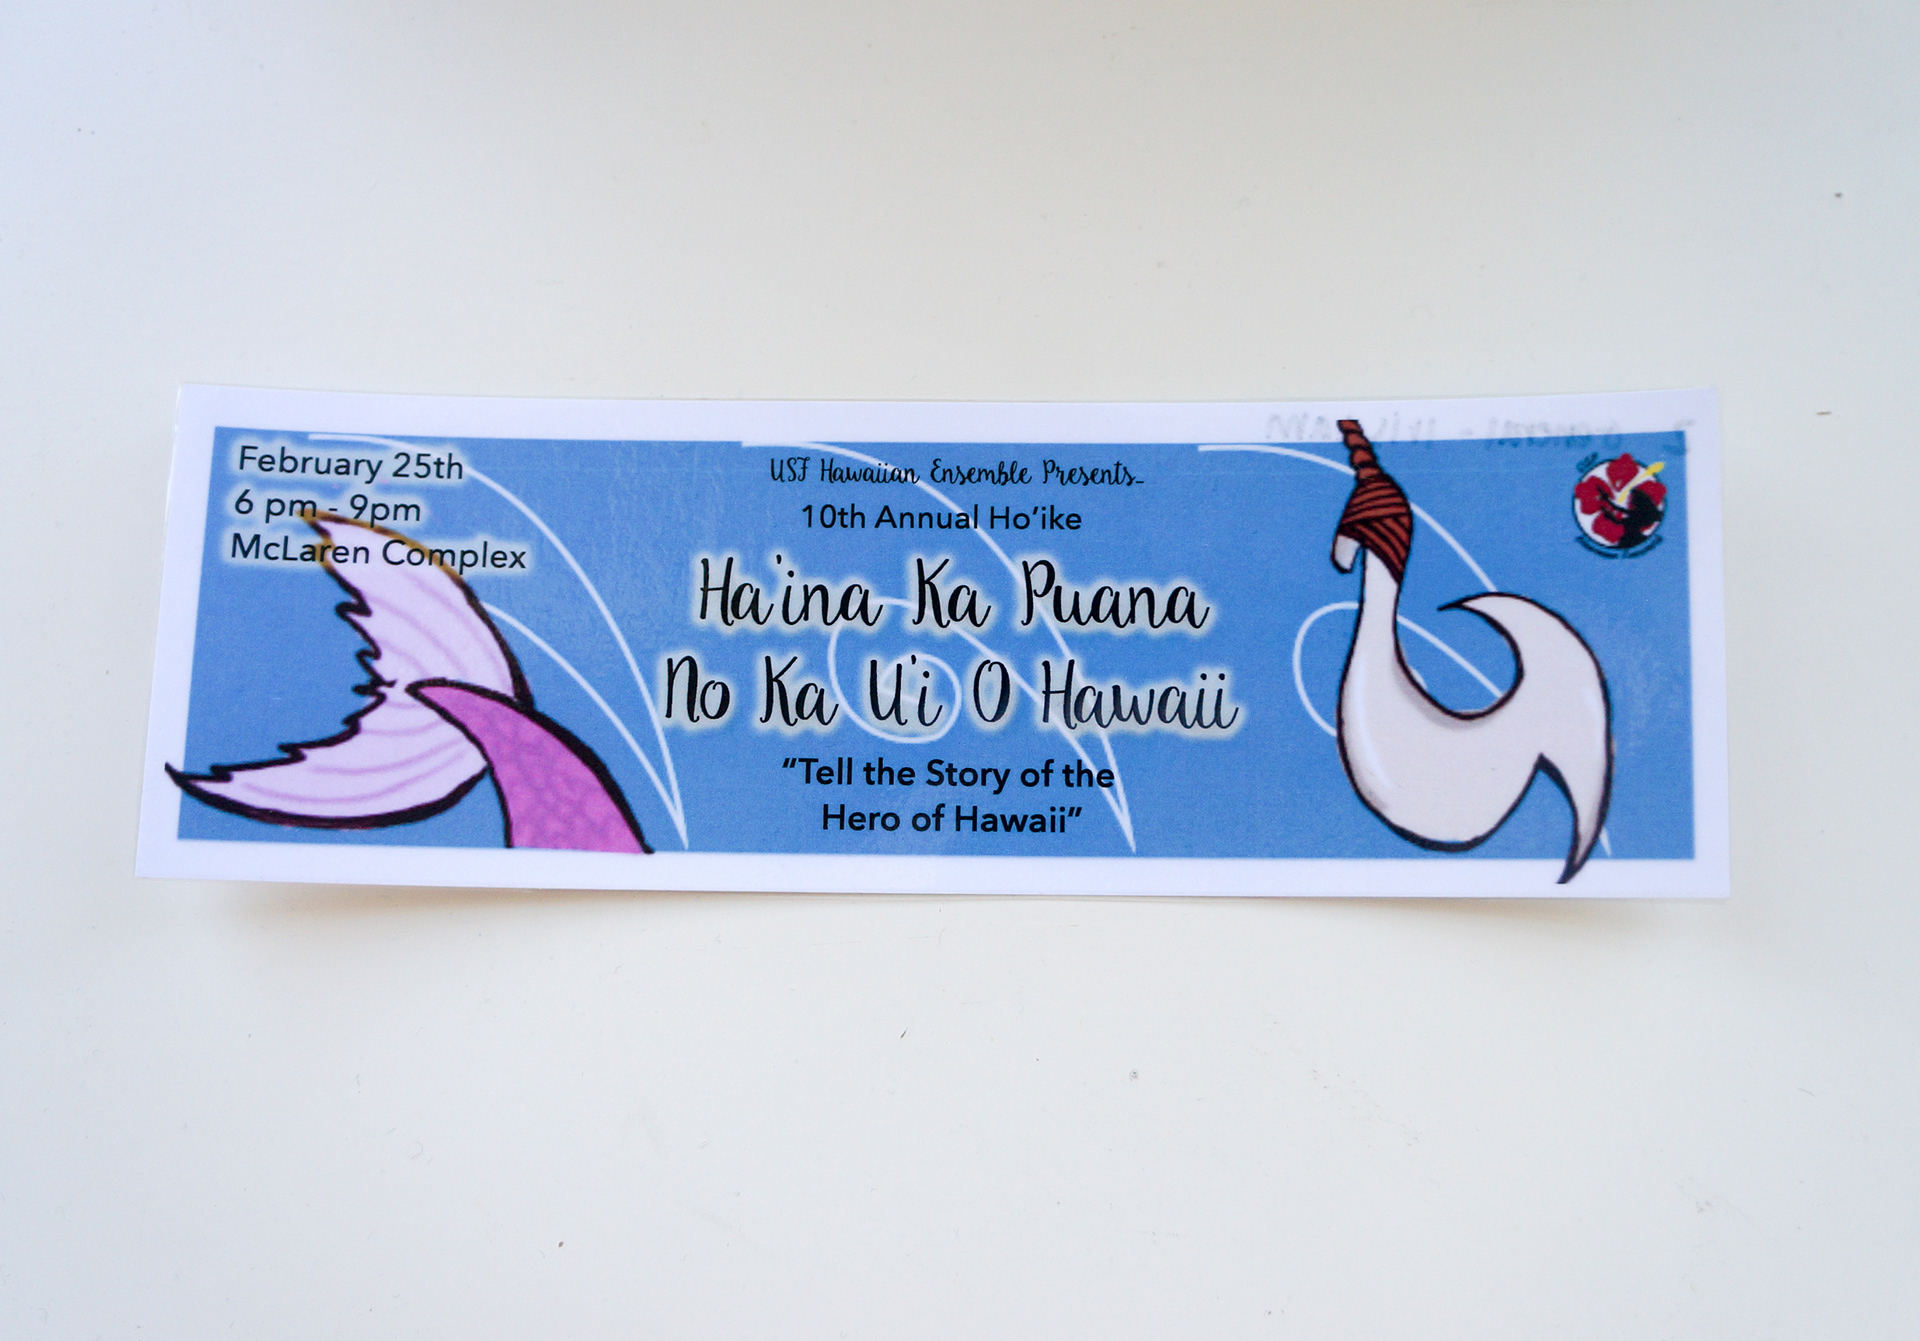 February 25th
6 pm - 9pm
McLaren Complex
USF Hawaiian Ensemble Presents...
10th Annual Ho'ike
Ha'ina Ka Puana
No Ka U'i O Hawaii
"Tell the Story of the
Hero of Hawaii"